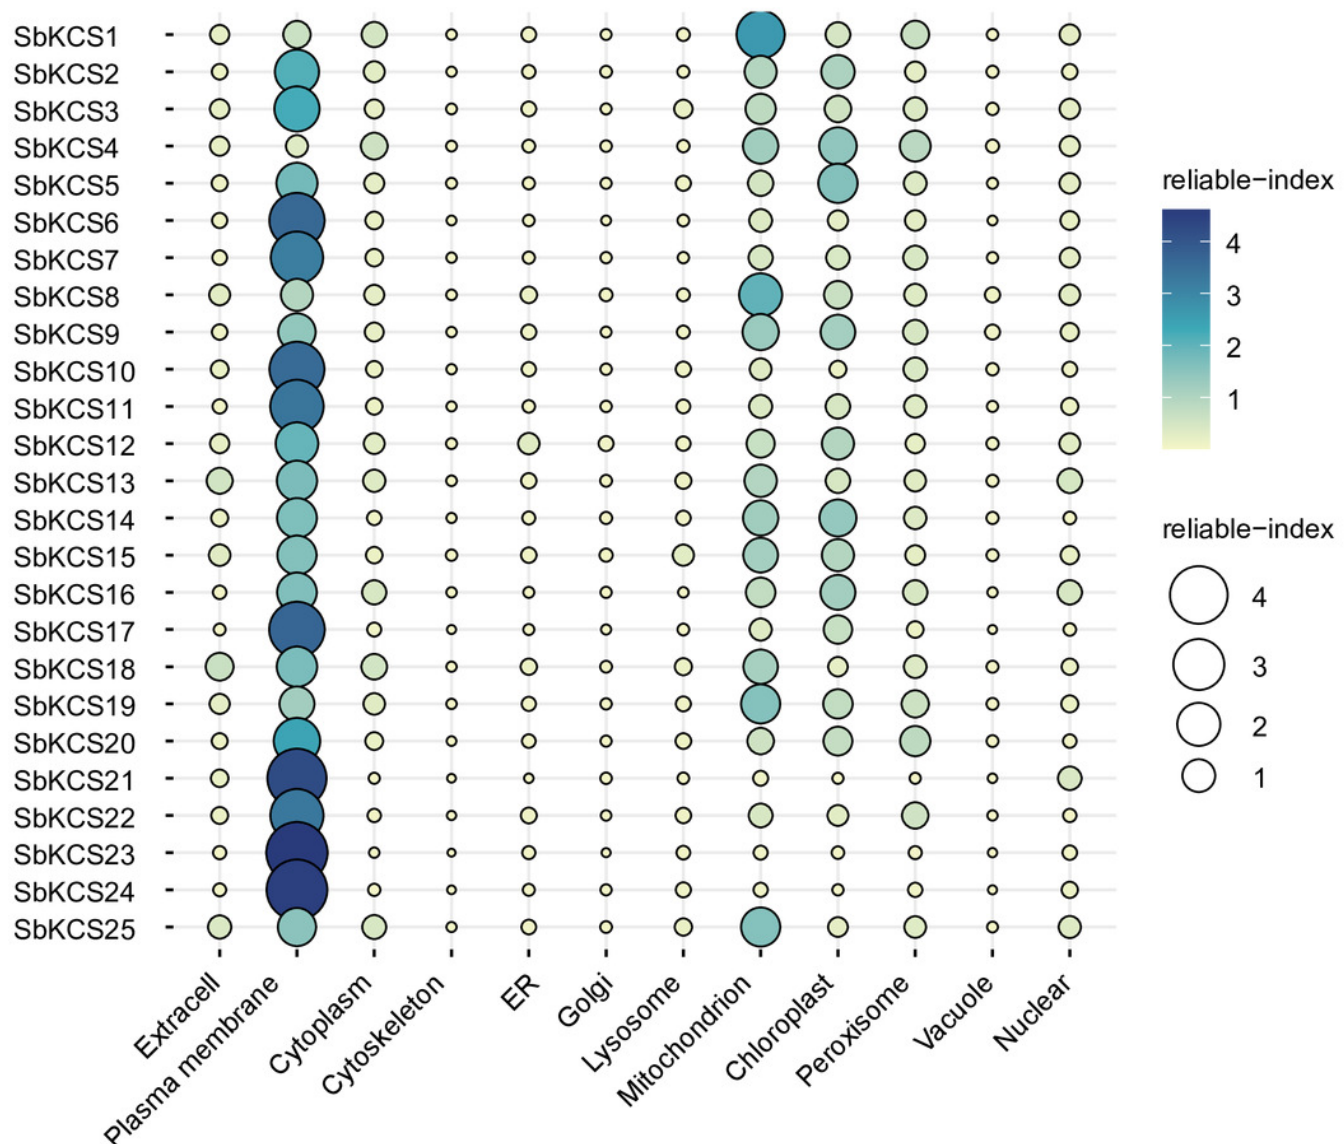 SbKCS1
SbKCS2
SbKCS3
SbKCS4
SbKCS5
SbKCS6
SbKCS7
SbKCS8
SbKCS9
SbKCS10
SbKCS11
SbKCS12
SbKCS13
SbKCS14
SbKCS15
SbKCS16
SbKCS17
SbKCS18
SbKCS19
SbKCS20
SbKCS21
SbKCS22
SbKCS23
SbKCS24
SbKCS25
Extracell
Plasma membrane
Cytoplasm
Cytoskeleton
ER
Golgi
Lysosome
Mitochondrion
Chloroplast
Peroxisome
Vacuole
Nuclear
reliable−index
4
3
2
1
reliable−index
4
3
2
1